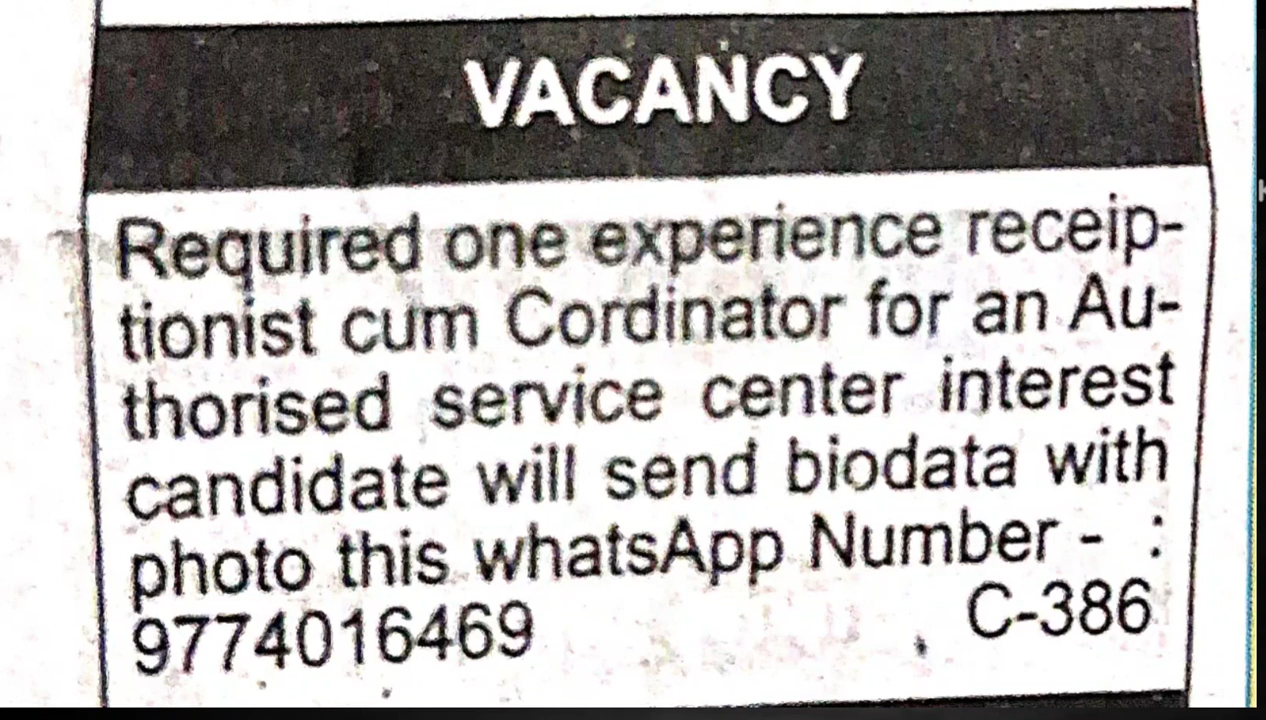 VACANCY
Required one experience receip-
tionist cum Cordinator for an Au-
thorised service center interest
candidate will send biodata with
photo this whatsApp Number - :
9774016469 C-386